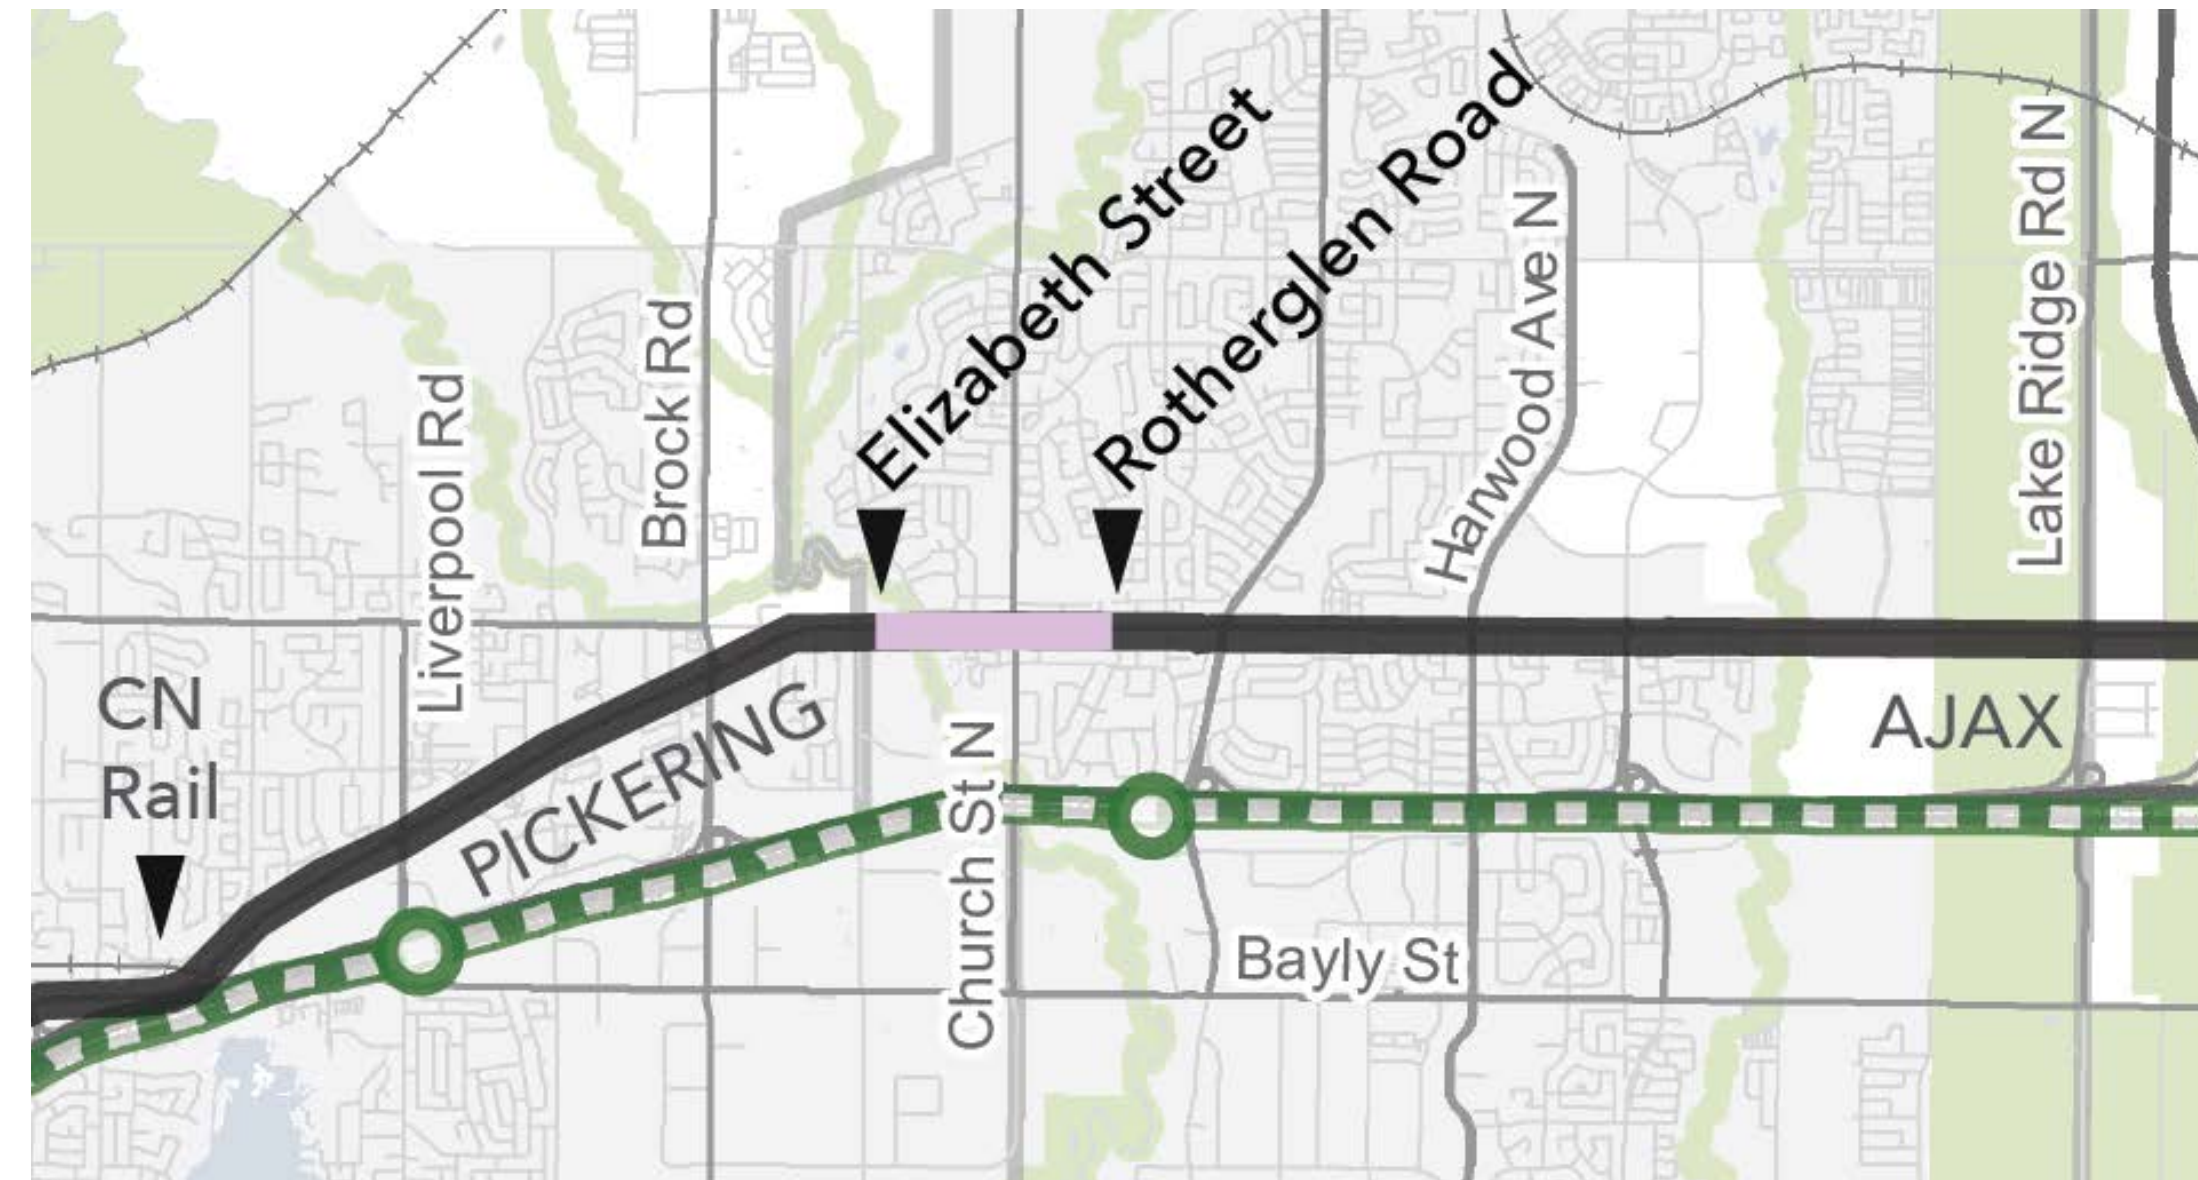 Elizabeth Street
Rotherglen Road
Lake Ridge Rd N
Harwood Ave N
Brock Rd
Liverpool Rd
CN
Rail
PICKERING
AJAX
Church St N
Bayly St